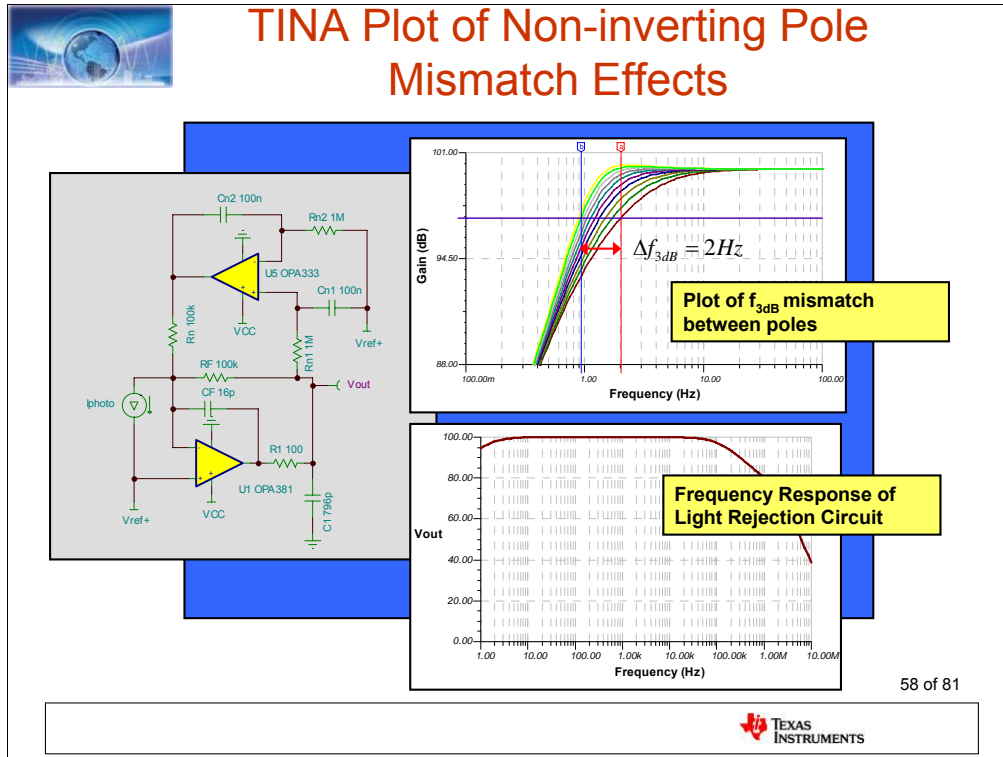 TINA Plot of Non-inverting Pole
Mismatch Effects
Cn2 100n
Rn2 1M
U5 OPA333
Cn1 100n
VCC
Vref+
Rn 100k
Rn1 1M
RF 100k
Vout
CF 16p
Iphoto
R1 100
U1 OPA381
VCC
Vref+
C1 796p
b
a
101.00
94.50
88.00
Gain (dB)
Δf3dB = 2Hz
100.00m
1.00
10.00
100.00
Frequency (Hz)
Plot of f3dB mismatch
between poles
100.00
80.00
60.00
40.00
20.00
0.00
Vout
1.00
10.00
100.00
1.00k
10.00k
100.00k
1.00M
10.00M
Frequency (Hz)
Frequency Response of
Light Rejection Circuit
58 of 81
TEXAS
INSTRUMENTS